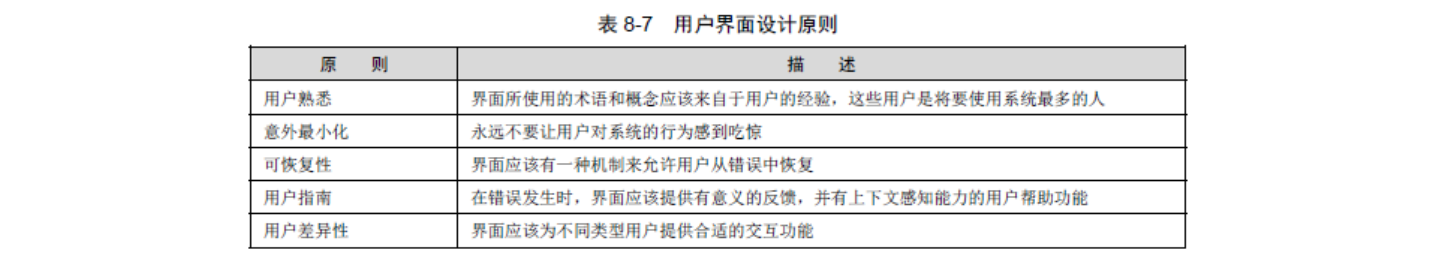 表 8-7 用户界面设计原则
原 则 描 述
用户熟悉 界面所使用的术语和概念应该来自于用户的经验，这些用户是将要使用系统最多的人
意外最小化 永远不要让用户对系统的行为感到吃惊
可恢复性 界面应该有一种机制来允许用户从错误中恢复
用户指南 在错误发生时，界面应该提供有意义的反馈，并有上下文感知能力的用户帮助功能
用户差异性 界面应该为不同类型用户提供合适的交互功能